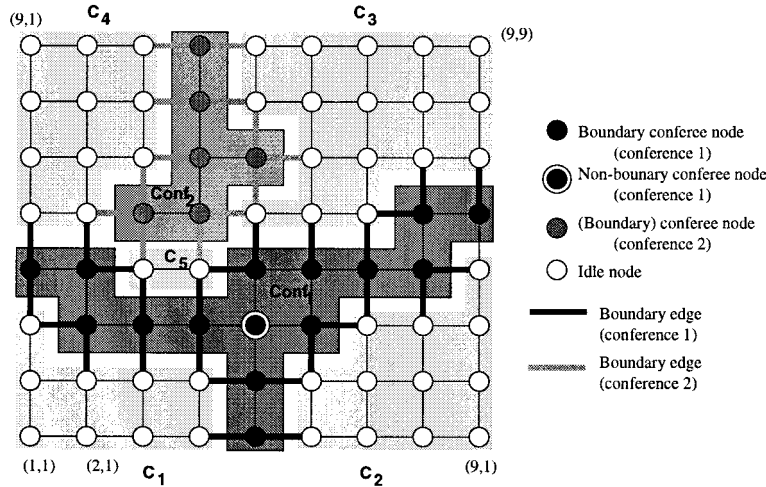 C4
C3
(9,1)
(9,9)
Boundary conferee node
(conference 1)
Non-bounary conferee node
(conference 1)
Conf2
(Boundary) conferee node
(conference 2)
C5
Idle node
Conf1
Boundary edge
(conference 1)
Boundary edge
(conference 2)
(1,1)
(2,1)
C1
C2
(9,1)